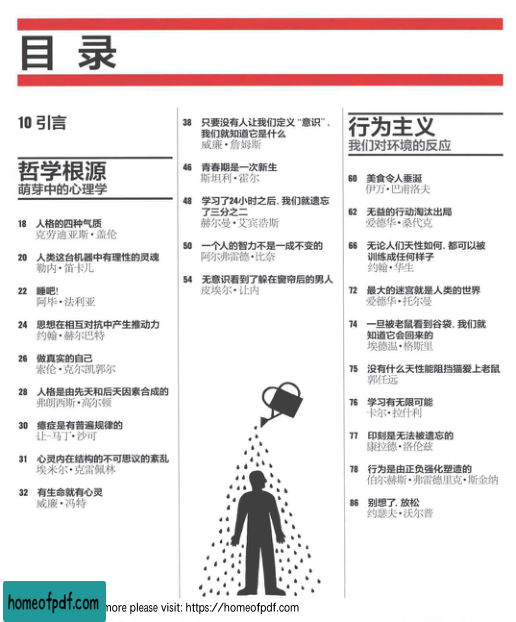 目 录
10 引言
哲学根源
萌芽中的心理学
18 人格的四种气质
克劳迪亚斯·盖伦
20 人类这台机器中有理性的灵魂
勒内·笛卡儿
22 睡吧!
阿毕·法利亚
24 思想在相互对抗中产生推动力
约翰·赫尔巴特
26 做真实的自己
索伦·克尔凯郭尔
28 人格是由先天和后天因素合成的
弗朗西斯·高尔顿
30 癔症是有普遍规律的
让-马丁·沙可
31 心灵内在结构的不可思议的紊乱
埃米尔·克雷佩林
32 有生命就有心灵
威廉·冯特
38 只要没有人让我们定义“意识”,
我们就知道它是什么
威廉·詹姆斯
46 青春期是一次新生
斯坦利·霍尔
48 学习了24小时之后,我们就遗忘
了三分之二
赫尔曼·艾宾浩斯
50 一个人的智力不是一成不变的
阿尔弗雷德·比奈
54 无意识看到了躲在窗帘后的男人
皮埃尔·让内
行为主义
我们对环境的反应
60 美食令人垂涎
伊万·巴甫洛夫
62 无益的行动淘汰出局
爱德华·桑代克
66 无论人们天性如何,都可以被
训练成任何样子
约翰·华生
72 最大的迷宫就是人类的世界
爱德华·托尔曼
74 一旦被老鼠看到谷袋,我们就
知道它会回来的
埃德温·格斯里
75 没有什么天性能阻挡猫爱上老鼠
郭任远
76 学习有无限可能
卡尔·拉什利
77 印刻是无法被遗忘的
康拉德·洛伦兹
78 行为是由正负强化塑造的
伯尔赫斯·弗雷德里克·斯金纳
86 别想了,放松
约瑟夫·沃尔普
homeofpdf.com more please visit: https://homeofpdf.com